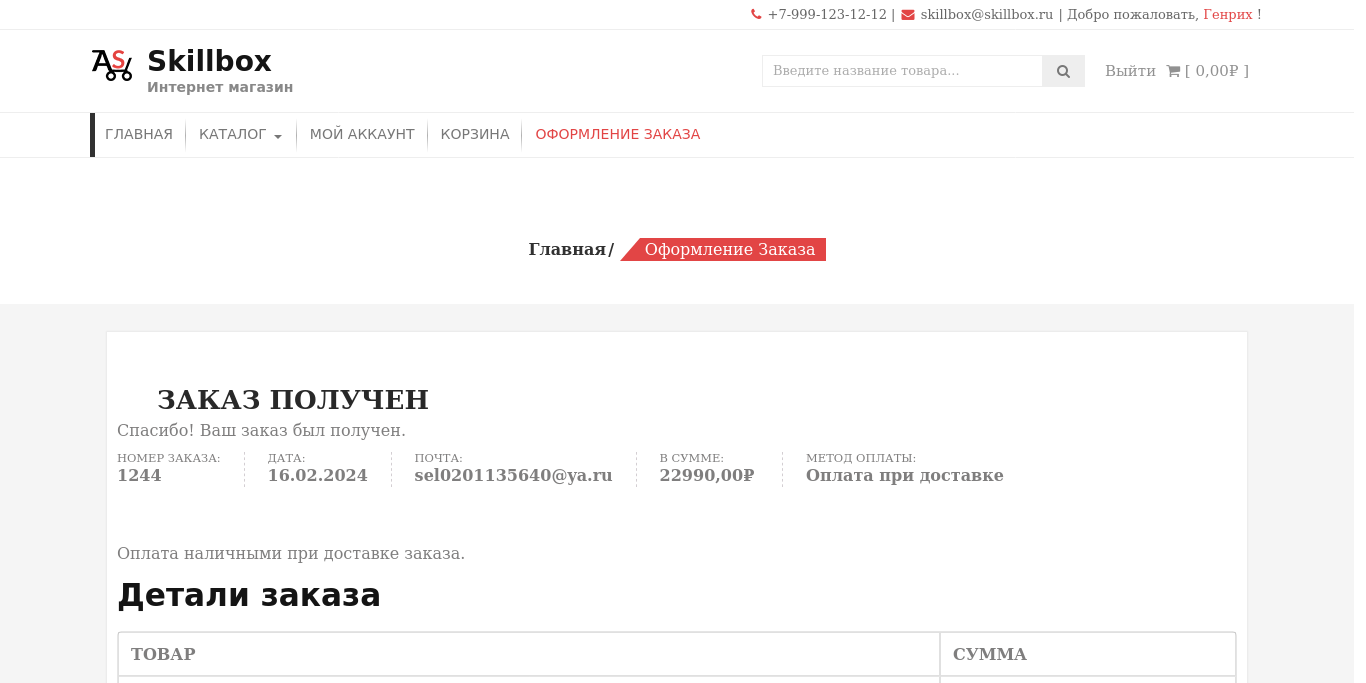 +7-999-123-12-12 | skillbox@skillbox.ru | Добро пожаловать, Генрих !
Skillbox
Интернет магазин
Введите название товара...
Выйти [ 0,00₽ ]
ГЛАВНАЯ КАТАЛОГ МОЙ АККАУНТ КОРЗИНА ОФОРМЛЕНИЕ ЗАКАЗА
Главная/ Оформление Заказа
ЗАКАЗ ПОЛУЧЕН
Спасибо! Ваш заказ был получен.
НОМЕР ЗАКАЗА: ДАТА: ПОЧТА: В СУММЕ: МЕТОД ОПЛАТЫ:
1244 16.02.2024 sel0201135640@ya.ru 22990,00₽ Оплата при доставке
Оплата наличными при доставке заказа.
Детали заказа
ТОВАР СУММА